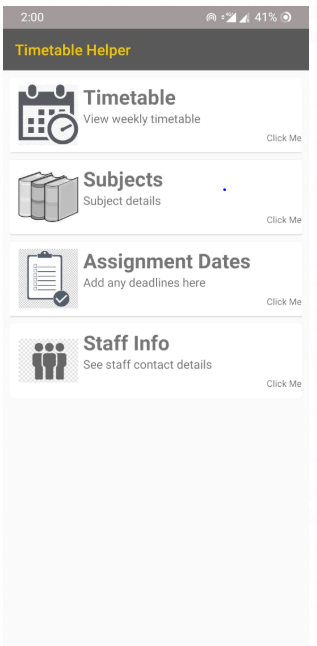 2:00 41%
Timetable Helper
Timetable
View weekly timetable
Click Me
Subjects
Subject details
Click Me
Assignment Dates
Add any deadlines here
Click Me
Staff Info
See staff contact details
Click Me